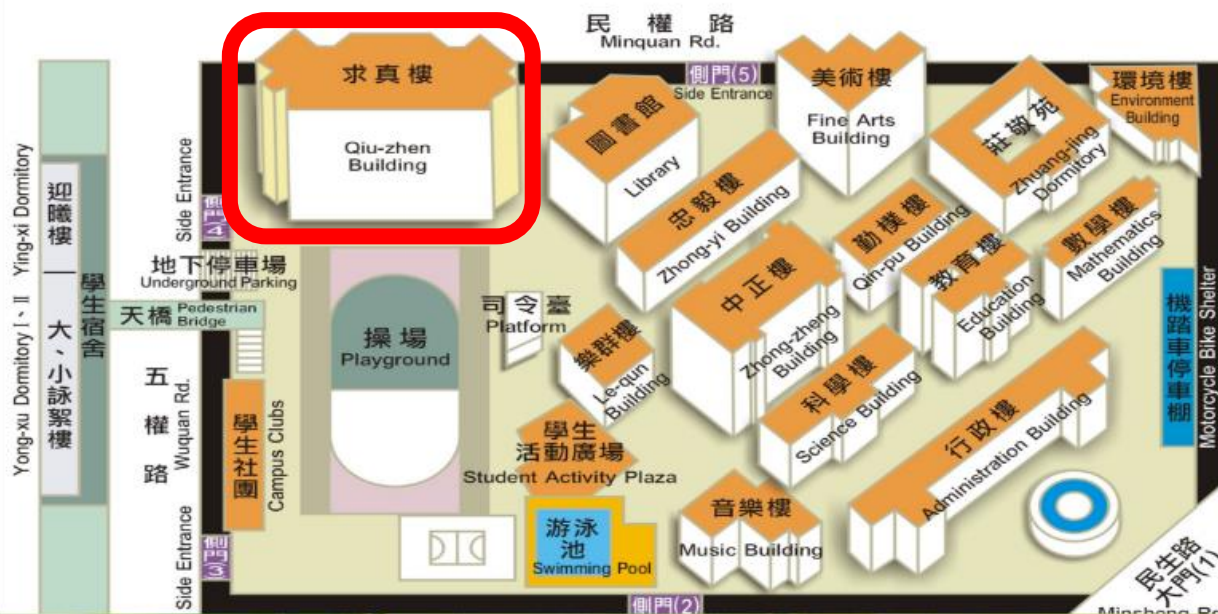 民權路
Minquan Rd.
求真樓
Qiu-zhen
Building
側門(5)
Side Entrance
圖書館
Library
美術樓
Fine Arts
Building
莊敬苑
Zhuang-jing
Dormitory
環境樓
Environment
Building
忠毅樓
Zhong-yi Building
勤樸樓
Qin-pu Building
教育樓
Education
Building
數學樓
Mathematics
Building
中正樓
Zhong-zheng
Building
側門(4)
Side Entrance
迎曦樓
大、小詠絮樓
Ying-xi Dormitory
Yong-xu Dormitory I、II
學生宿舍
地下停車場
Underground Parking
天橋
Pedestrian
Bridge
五權路
Wuquan Rd.
操場
Playground
司令臺
Platform
樂群樓
Le-qun
Building
科學樓
Science Building
行政樓
Administration Building
機踏車停車棚
Motorcycle Bike Shelter
學生社團
Campus Clubs
學生
活動廣場
Student Activity Plaza
音樂樓
Music Building
游泳
池
Swimming Pool
側門(3)
Side Entrance
側門(2)
民生路
大門(1)